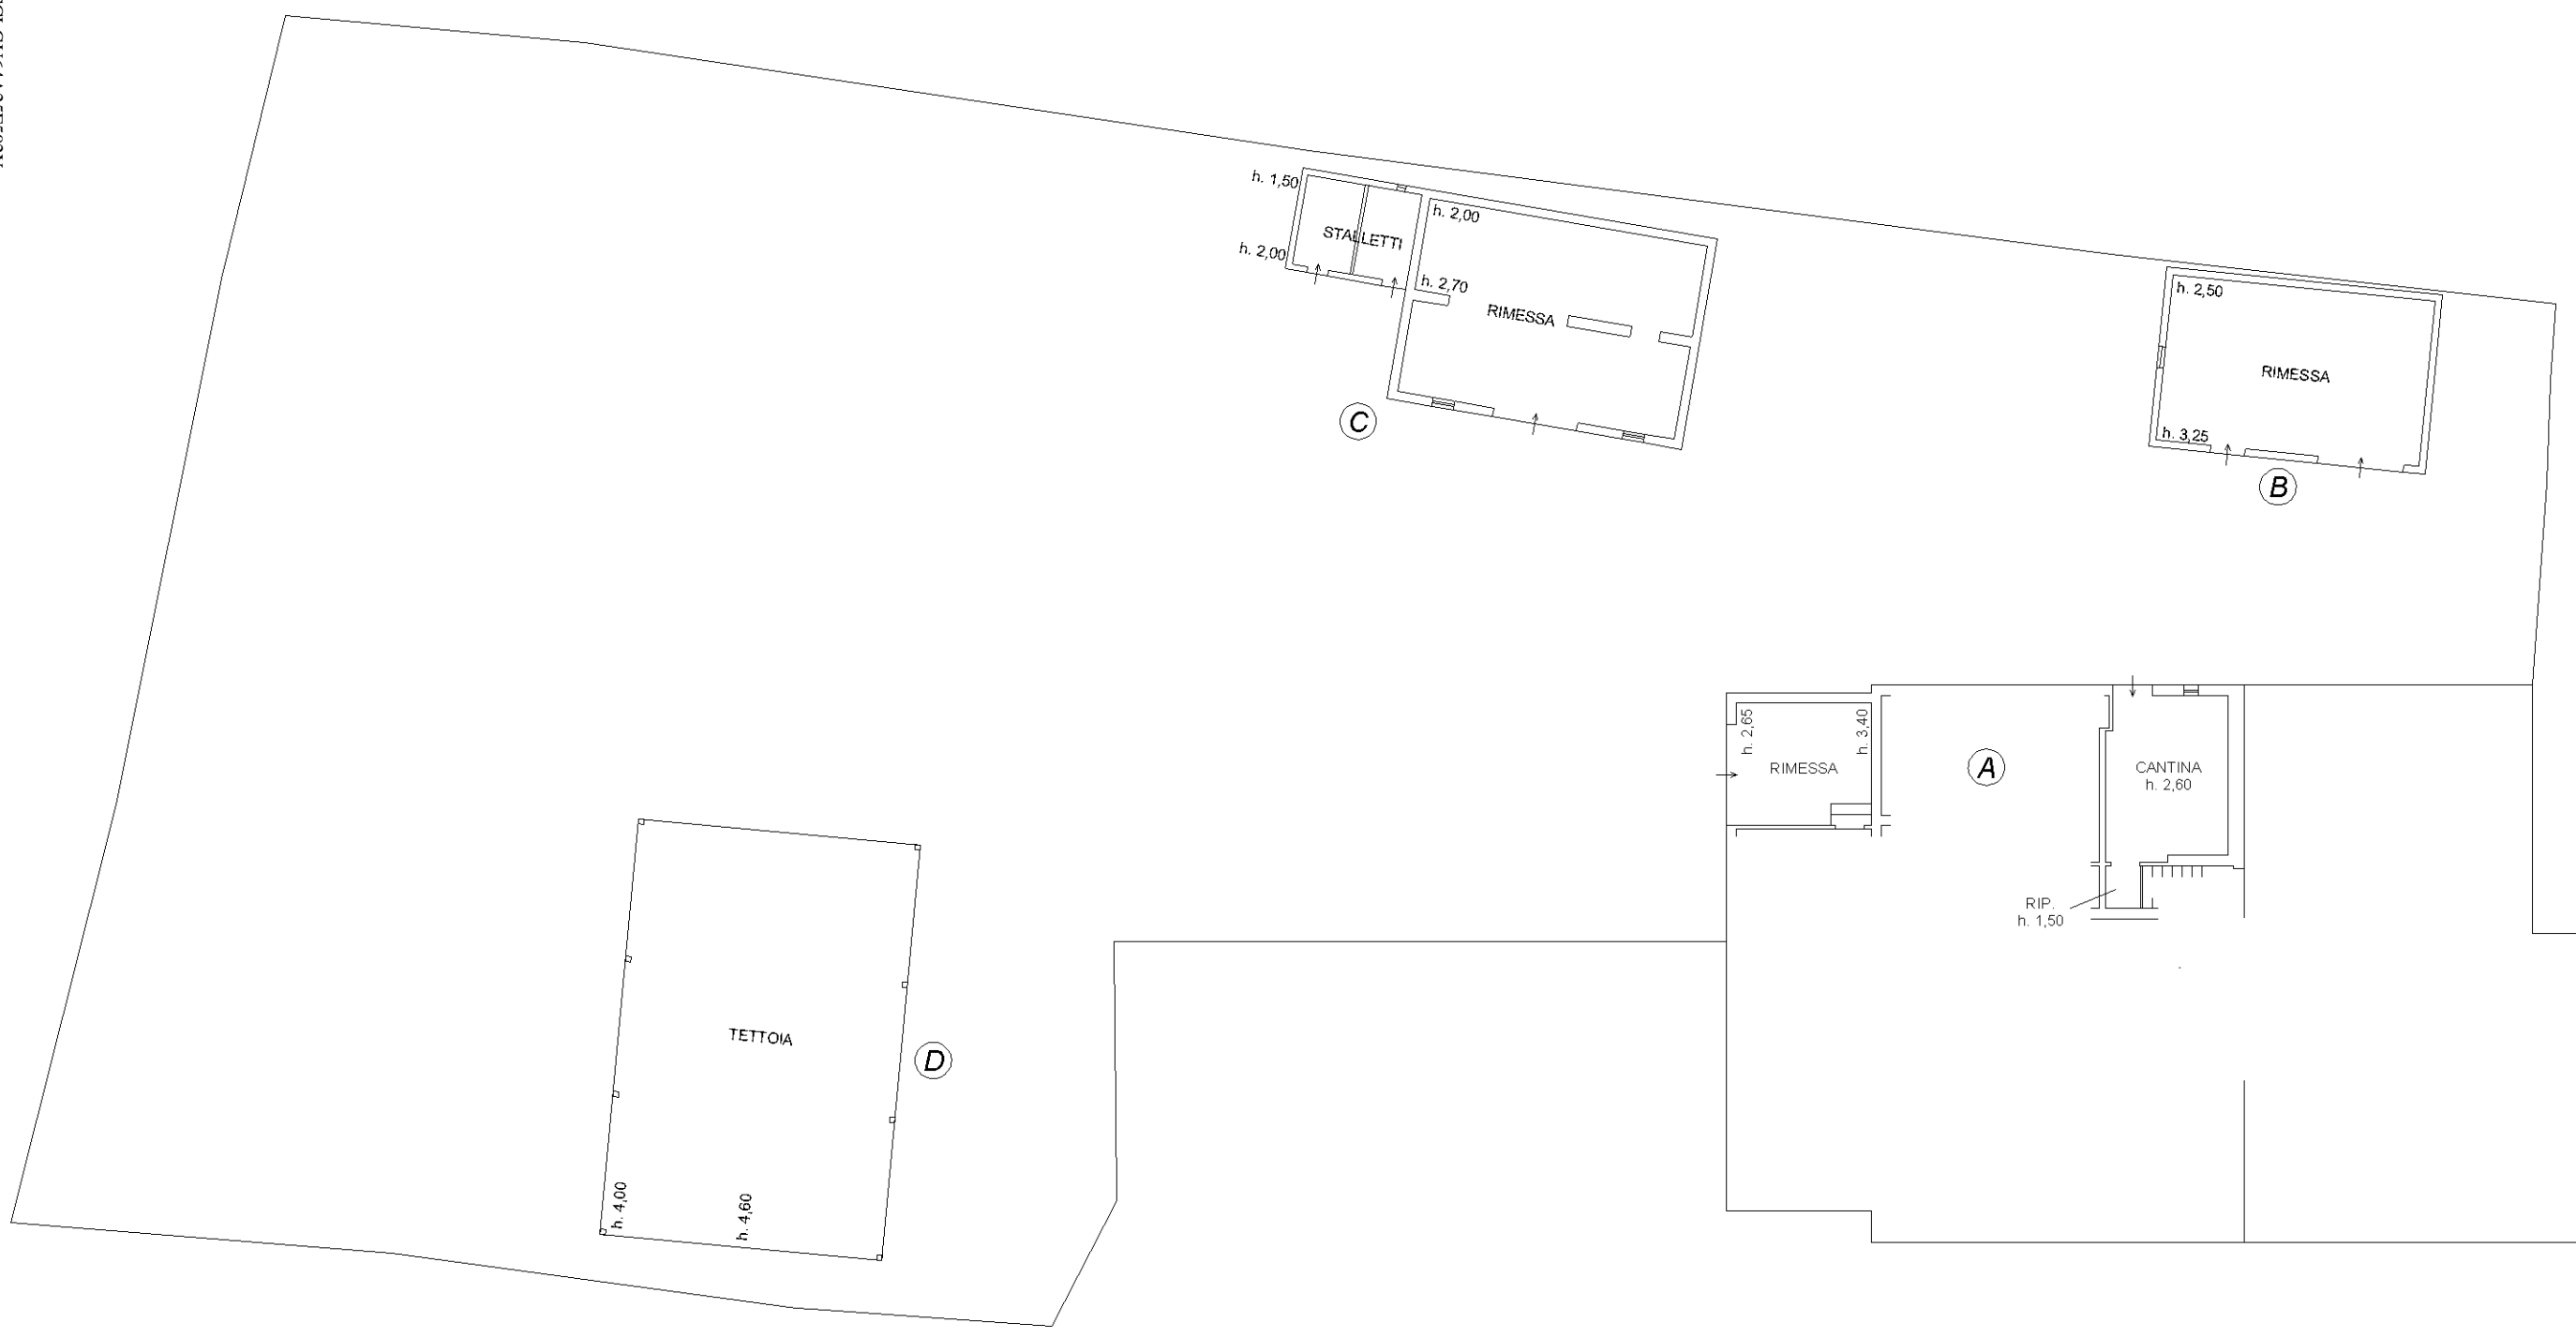 h. 1,50
STALLETTI
h. 2,00
h. 2,00
h. 2,70
RIMESSA
C
h. 2,50
RIMESSA
h. 3,25
B
h. 2,65
h. 3,40
RIMESSA
A
CANTINA
h. 2,60
RIP.
h. 1,50
TETTOIA
D
h. 4,00
h. 4,60